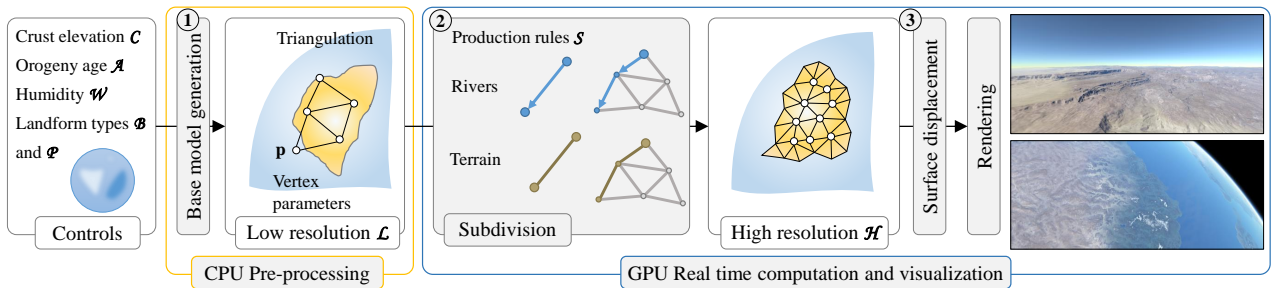 Crust elevation C
Orogeny age A
Humidity W
Landform types B
and P
Controls
1
Base model generation
Triangulation
p
Vertex
parameters
Low resolution L
CPU Pre-processing
2
Production rules S
Rivers
Terrain
Subdivision
High resolution H
3
Surface displacement
Rendering
GPU Real time computation and visualization